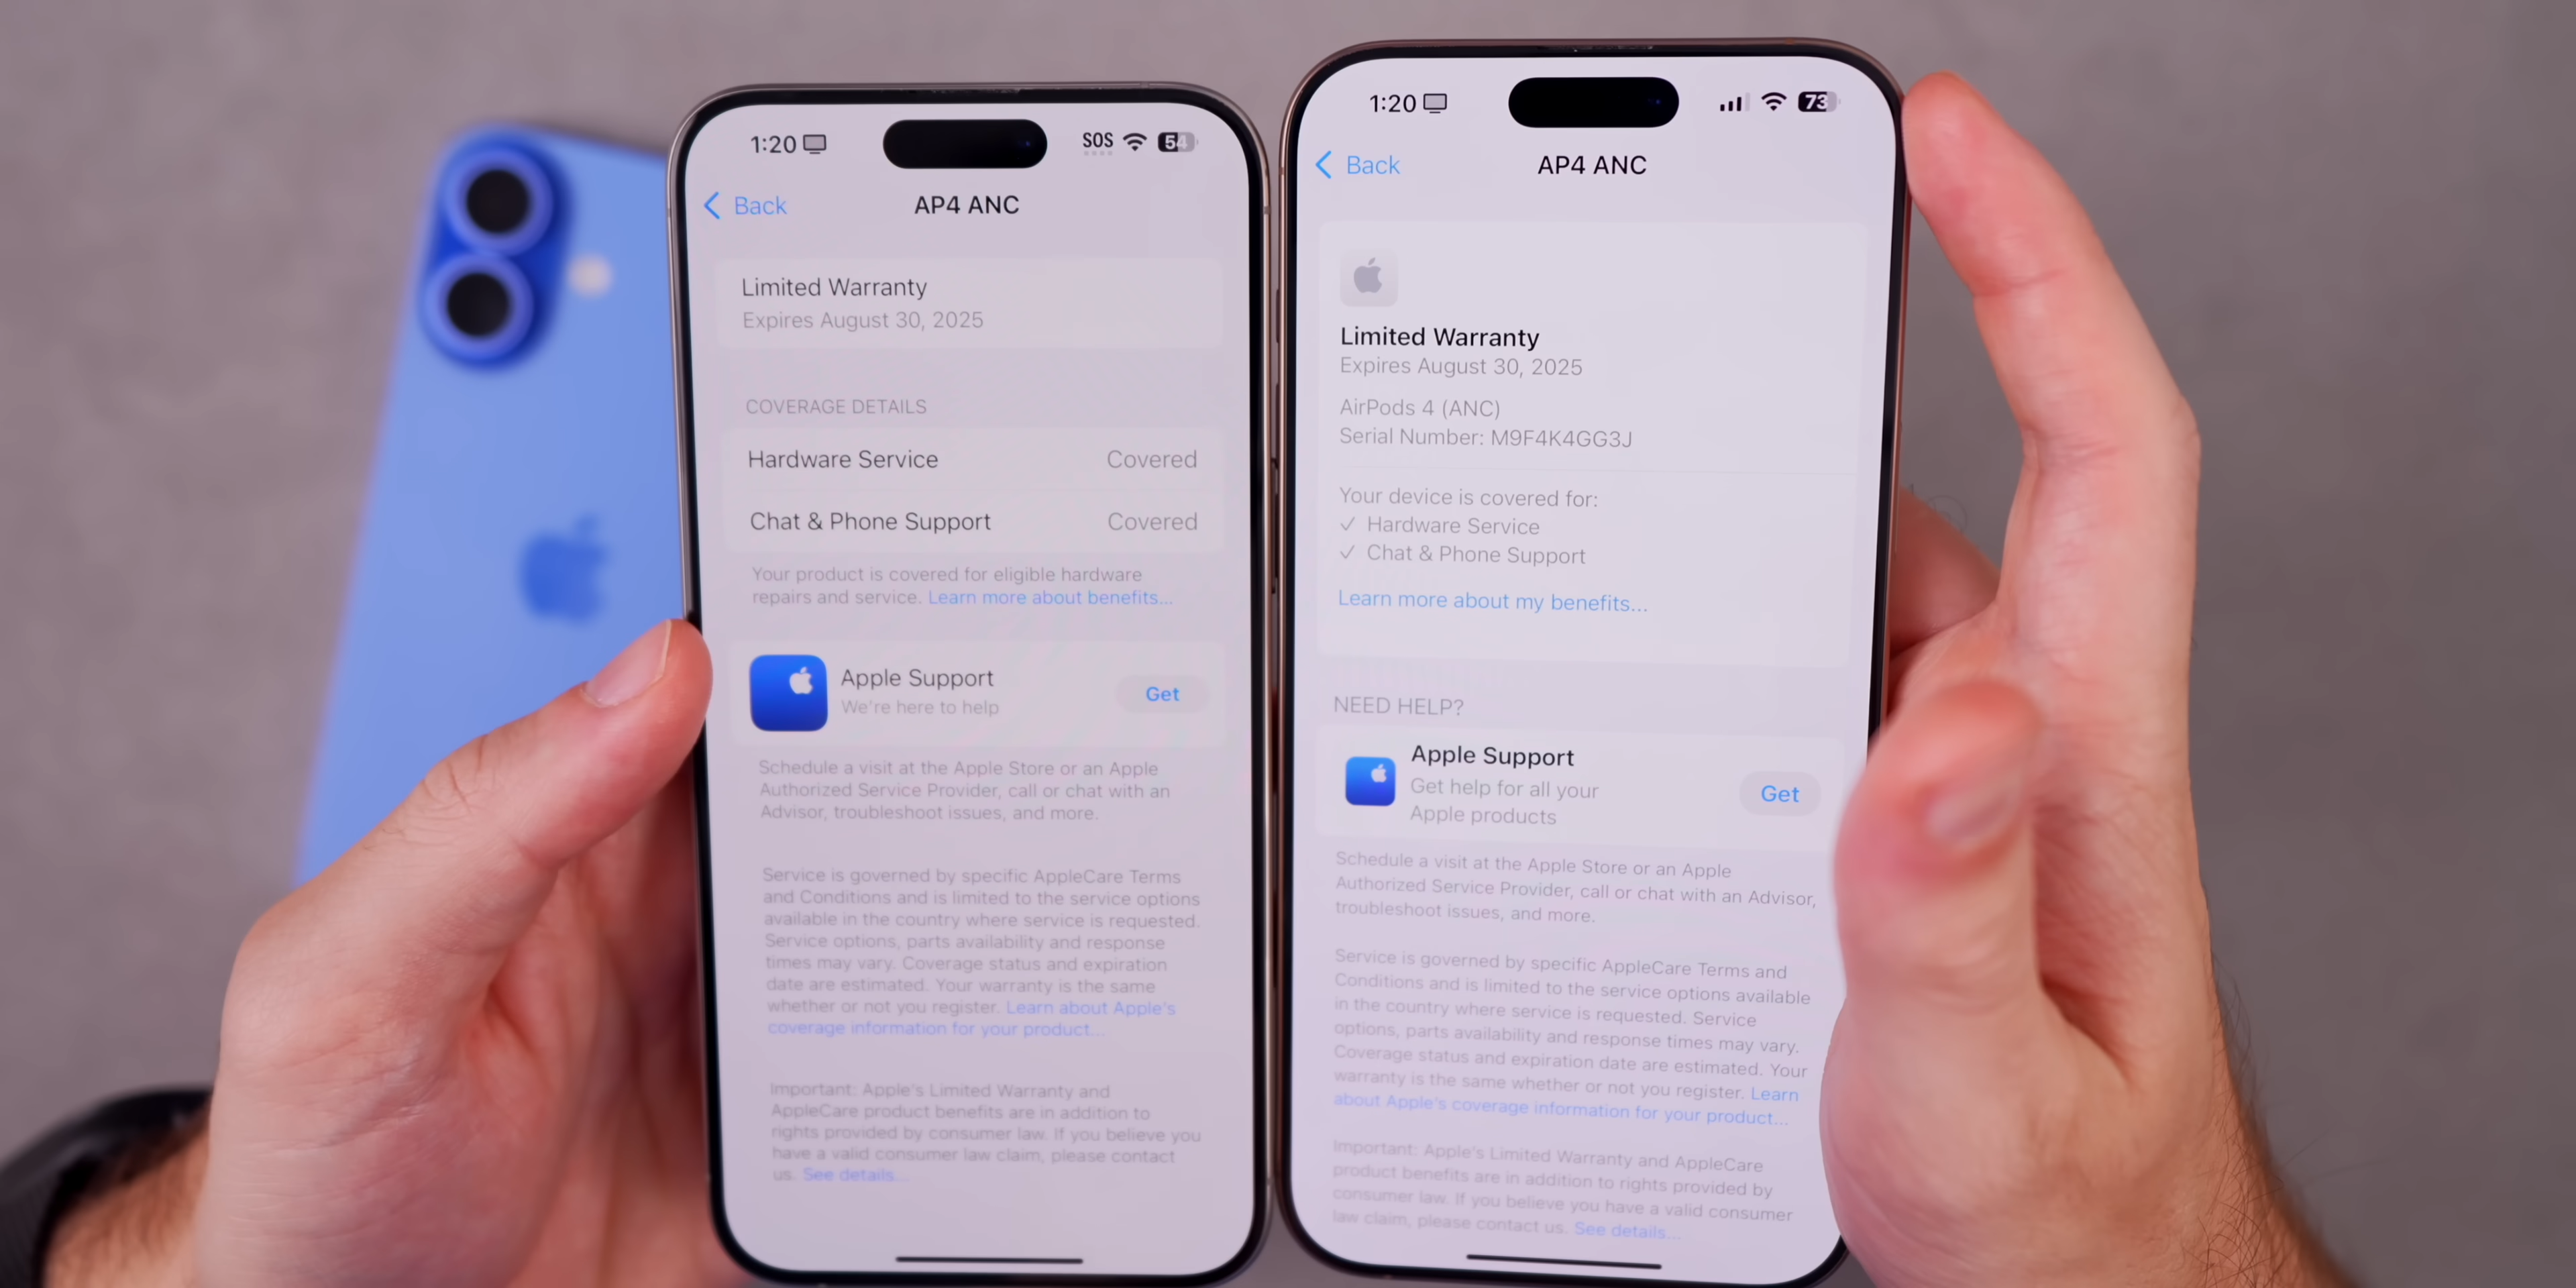 1:20
SOS
54
Back
AP4 ANC
Limited Warranty
Expires August 30, 2025
COVERAGE DETAILS
Hardware Service Covered
Chat & Phone Support Covered
Your product is covered for eligible hardware
repairs and service. Learn more about benefits...
Apple Support
We're here to help
Get
Schedule a visit at the Apple Store or an Apple
Authorized Service Provider, call or chat with an
Advisor, troubleshoot issues, and more.
Service is governed by specific AppleCare Terms
and Conditions and is limited to the service options
available in the country where service is requested.
Service options, parts availability and response
times may vary. Coverage status and expiration
date are estimated. Your warranty is the same
whether or not you register. Learn about Apple's
coverage information for your product...
Important: Apple's Limited Warranty and
AppleCare product benefits are in addition to
rights provided by consumer law. If you believe you
have a valid consumer law claim, please contact
us. See details...
1:20
73
Back
AP4 ANC
Limited Warranty
Expires August 30, 2025
AirPods 4 (ANC)
Serial Number: M9F4K4GG3J
Your device is covered for:
✓ Hardware Service
✓ Chat & Phone Support
Learn more about my benefits...
NEED HELP?
Apple Support
Get help for all your
Apple products
Get
Schedule a visit at the Apple Store or an Apple
Authorized Service Provider, call or chat with an Advisor,
troubleshoot issues, and more.
Service is governed by specific AppleCare Terms and
Conditions and is limited to the service options available
in the country where service is requested. Service
options, parts availability and response times may vary.
Coverage status and expiration date are estimated. Your
warranty is the same whether or not you register. Learn
about Apple's coverage information for your product...
Important: Apple's Limited Warranty and AppleCare
product benefits are in addition to rights provided by
consumer law. If you believe you have a valid consumer
law claim, please contact us. See details...